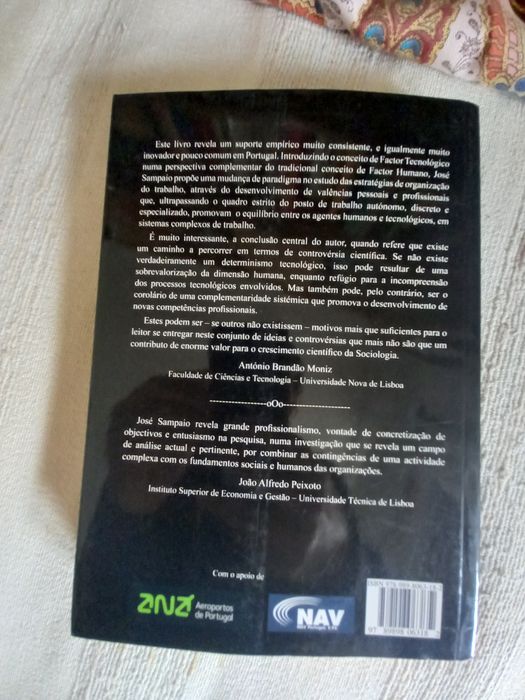 Este livro revela um suporte empírico muito consistente, e igualmente muito
inovador e pouco comum em Portugal. Introduzindo o conceito de Factor Tecnológico
numa perspectiva complementar do tradicional conceito de Factor Humano, José
Sampaio propõe uma mudança de paradigma no estudo das estratégias de organização
do trabalho, através do desenvolvimento de valências pessoais e profissionais
que, ultrapassando o quadro estrito do posto de trabalho autónomo, discreto e
especializado, promovam o equilíbrio entre os agentes humanos e tecnológicos, em
sistemas complexos de trabalho.
É muito interessante, a conclusão central do autor, quando refere que existe
um caminho a percorrer em termos de controvérsia científica. Se não existe
verdadeiramente um determinismo tecnológico, isso pode resultar de uma
sobrevalorização da dimensão humana, enquanto refúgio para a incompreensão
dos processos tecnológicos envolvidos. Mas também pode, pelo contrário, ser o
corolário de uma complementaridade sistémica que promova o desenvolvimento de
novas competências profissionais.
Estes podem ser – se outros não existissem – motivos mais que suficientes para o
leitor se entregar neste conjunto de ideias e controvérsias que mais não são que um
contributo de enorme valor para o crescimento científico da Sociologia.
António Brandão Moniz
Faculdade de Ciências e Tecnologia – Universidade Nova de Lisboa
-----------------oOo--------------------
José Sampaio revela grande profissionalismo, vontade de concretização de
objectivos e entusiasmo na pesquisa, numa investigação que se revela um campo
de análise actual e pertinente, por combinar as contingências de uma actividade
complexa com os fundamentos sociais e humanos das organizações.
João Alfredo Peixoto
Instituto Superior de Economia e Gestão – Universidade Técnica de Lisboa
Com o apoio de
ana Aeroportos
de Portugal
NAV
NAV Portugal, E.P.E.
ISBN 978-989-8063-18-
9 789898 06318